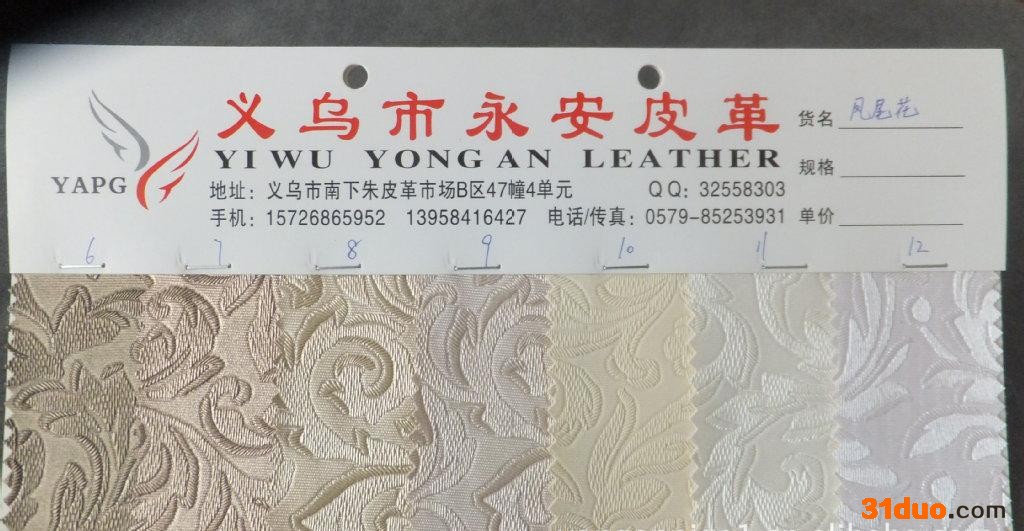 义乌市永安皮革
YIWU YONGAN LEATHER
YAPG
地址：义乌市南下朱皮革市场B区47幢4单元 QQ：32558303
手机：15726865952 13958416427 电话/传真：0579-85253931
货名 凤尾花
规格
单价
6 7 8 9 10 11 12
31duo.com